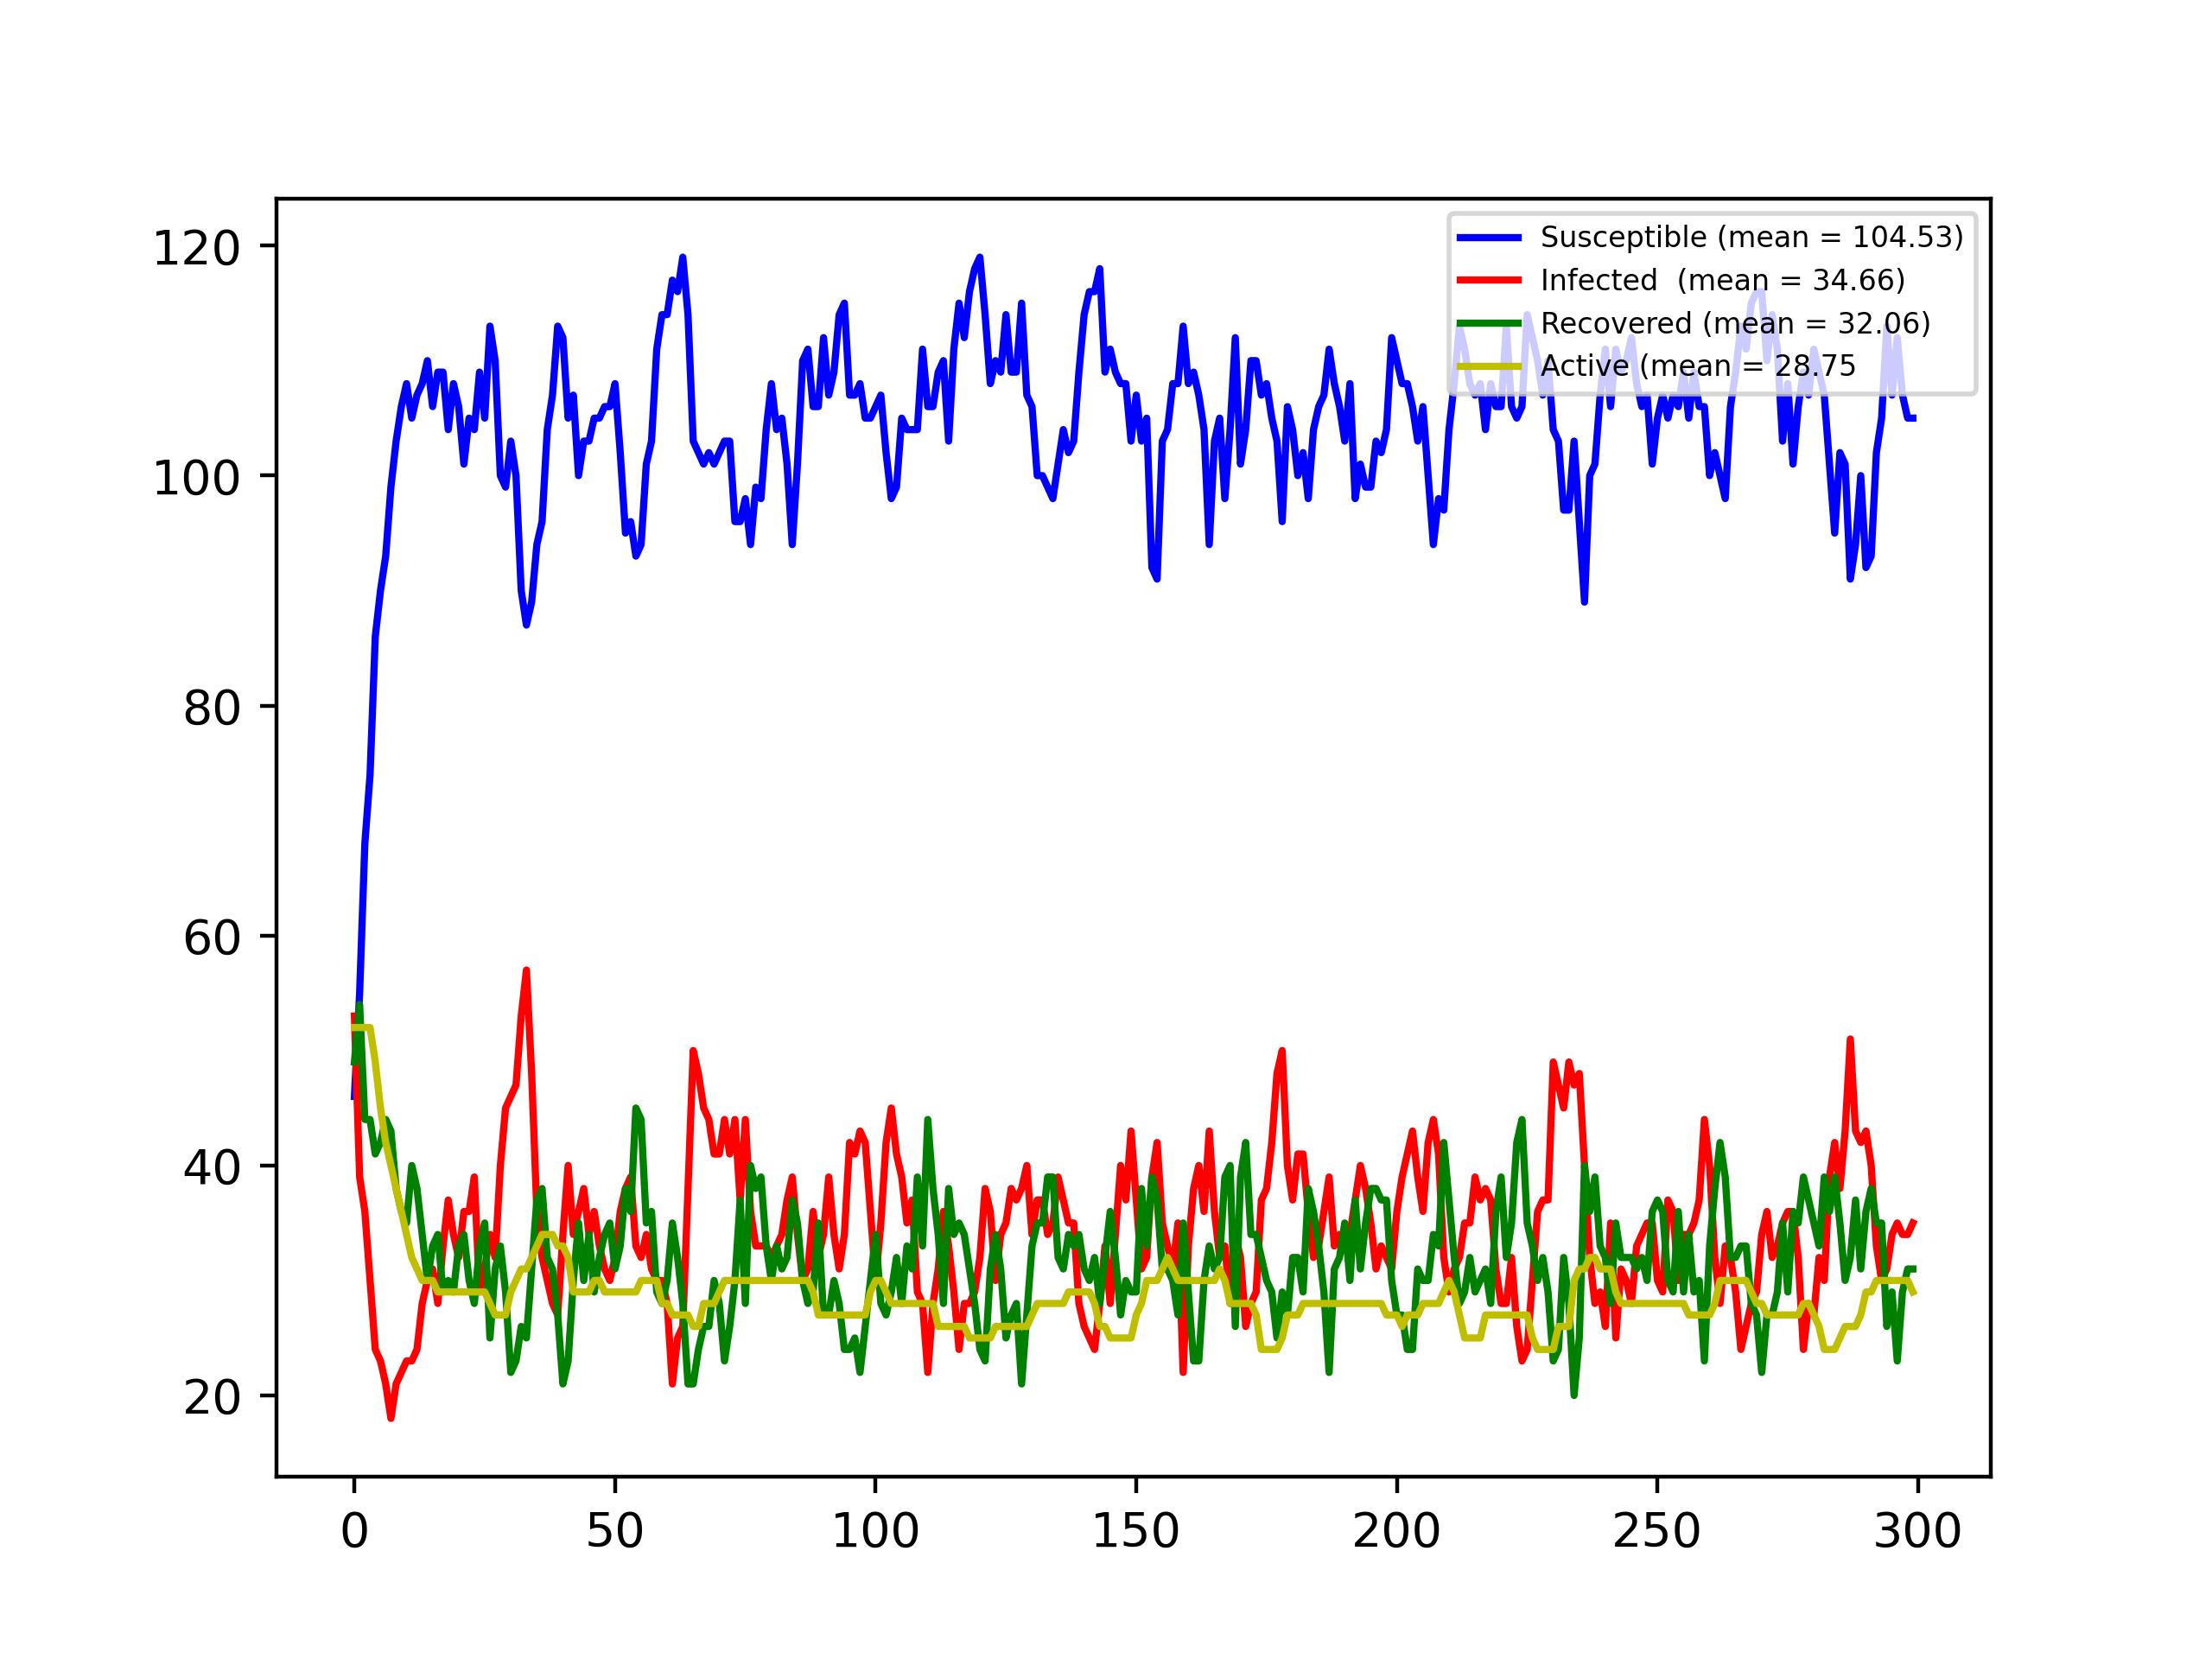 120
100
80
60
40
20
0 50 100 150 200 250 300
Susceptible (mean = 104.53)
Infected  (mean = 34.66)
Recovered (mean = 32.06)
Active (mean = 28.75